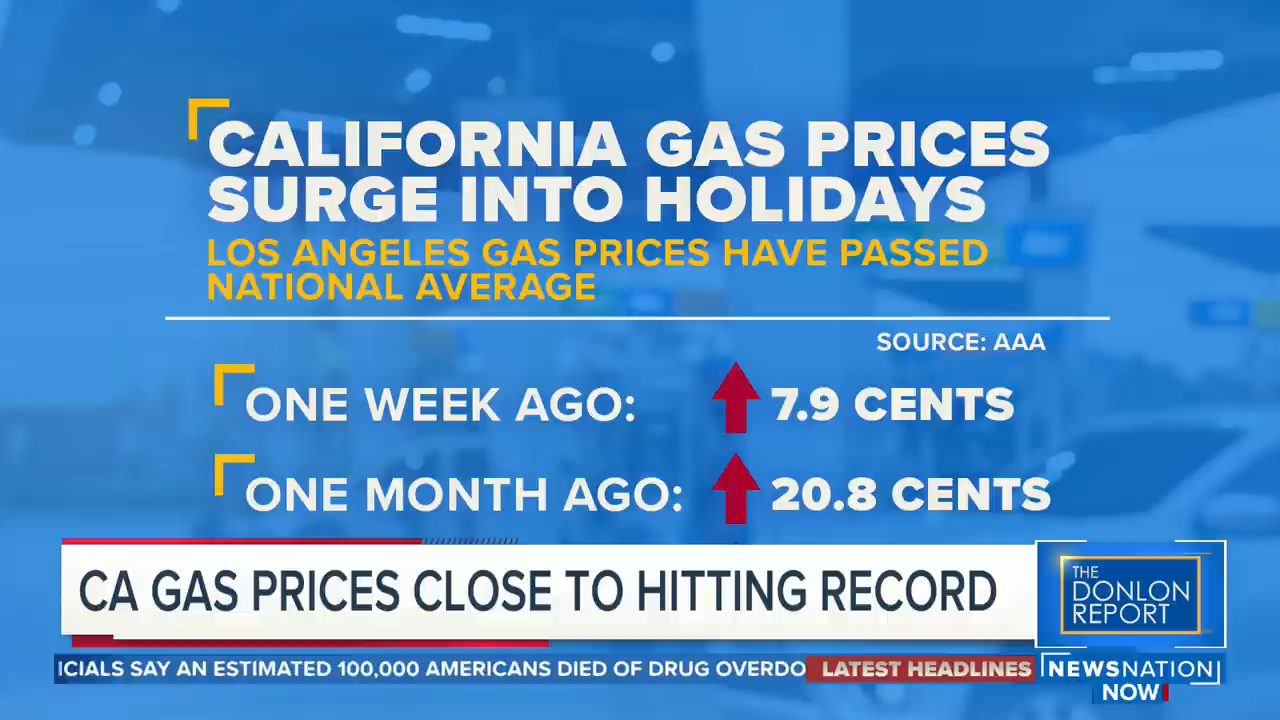 CALIFORNIA GAS PRICES
SURGE INTO HOLIDAYS
LOS ANGELES GAS PRICES HAVE PASSED
NATIONAL AVERAGE
SOURCE: AAA
ONE WEEK AGO: 7.9 CENTS
ONE MONTH AGO: 20.8 CENTS
CA GAS PRICES CLOSE TO HITTING RECORD
THE
DONLON
REPORT
ICIALS SAY AN ESTIMATED 100,000 AMERICANS DIED OF DRUG OVERDO
LATEST HEADLINES
NEWSNATION
NOW